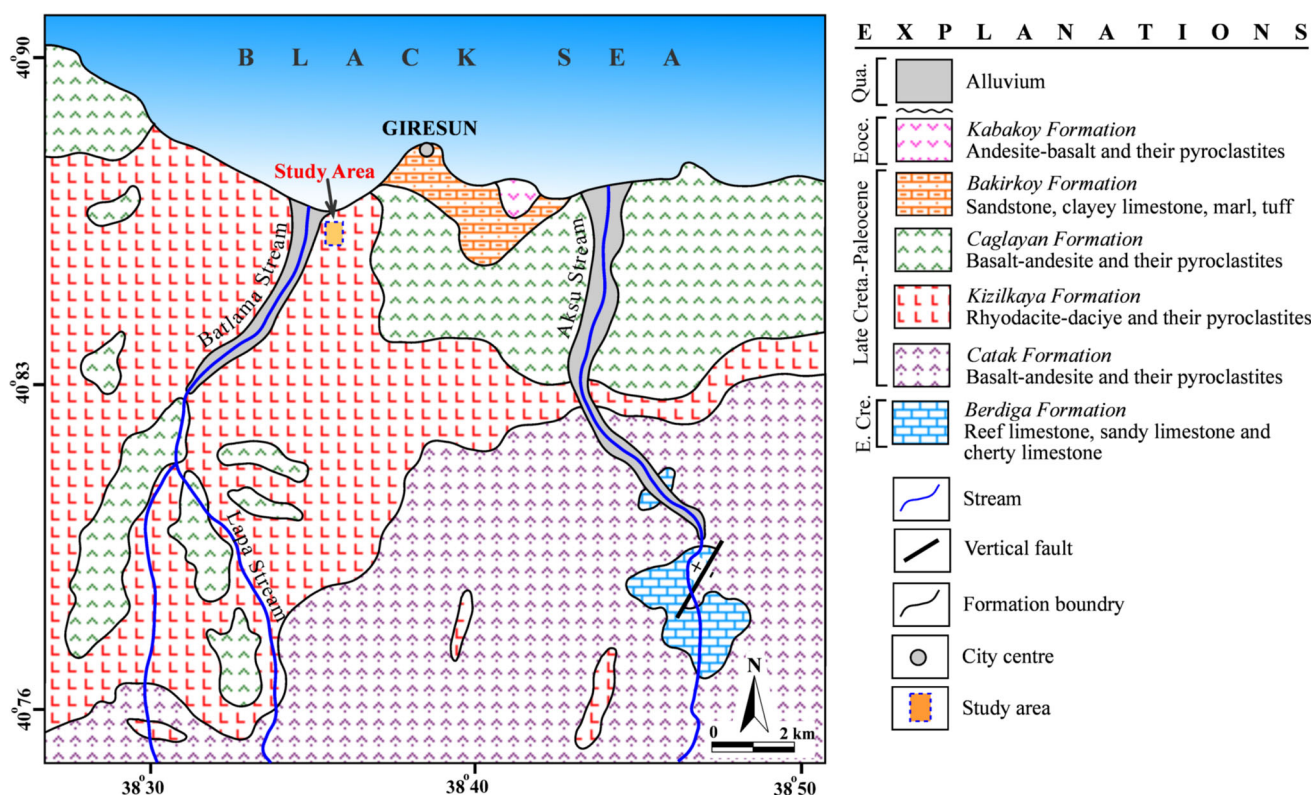 BLACK SEA
GIRESUN
Study Area
Batlama Stream
Aksu Stream
Lapa Stream
+
-
N
0 2 km
40°90
40°83
40°76
38°30
38°40
38°50
EXPLANATIONS
Qua.
Alluvium
Eoce.
Kabakoy Formation
Andesite-basalt and their pyroclastites
Late Creta.-Paleocene
Bakirkoy Formation
Sandstone, clayey limestone, marl, tuff
Caglayan Formation
Basalt-andesite and their pyroclastites
Kizilkaya Formation
Rhyodacite-daciye and their pyroclastites
Catak Formation
Basalt-andesite and their pyroclastites
E. Cre.
Berdiga Formation
Reef limestone, sandy limestone and
cherty limestone
Stream
Vertical fault
Formation boundry
City centre
Study area